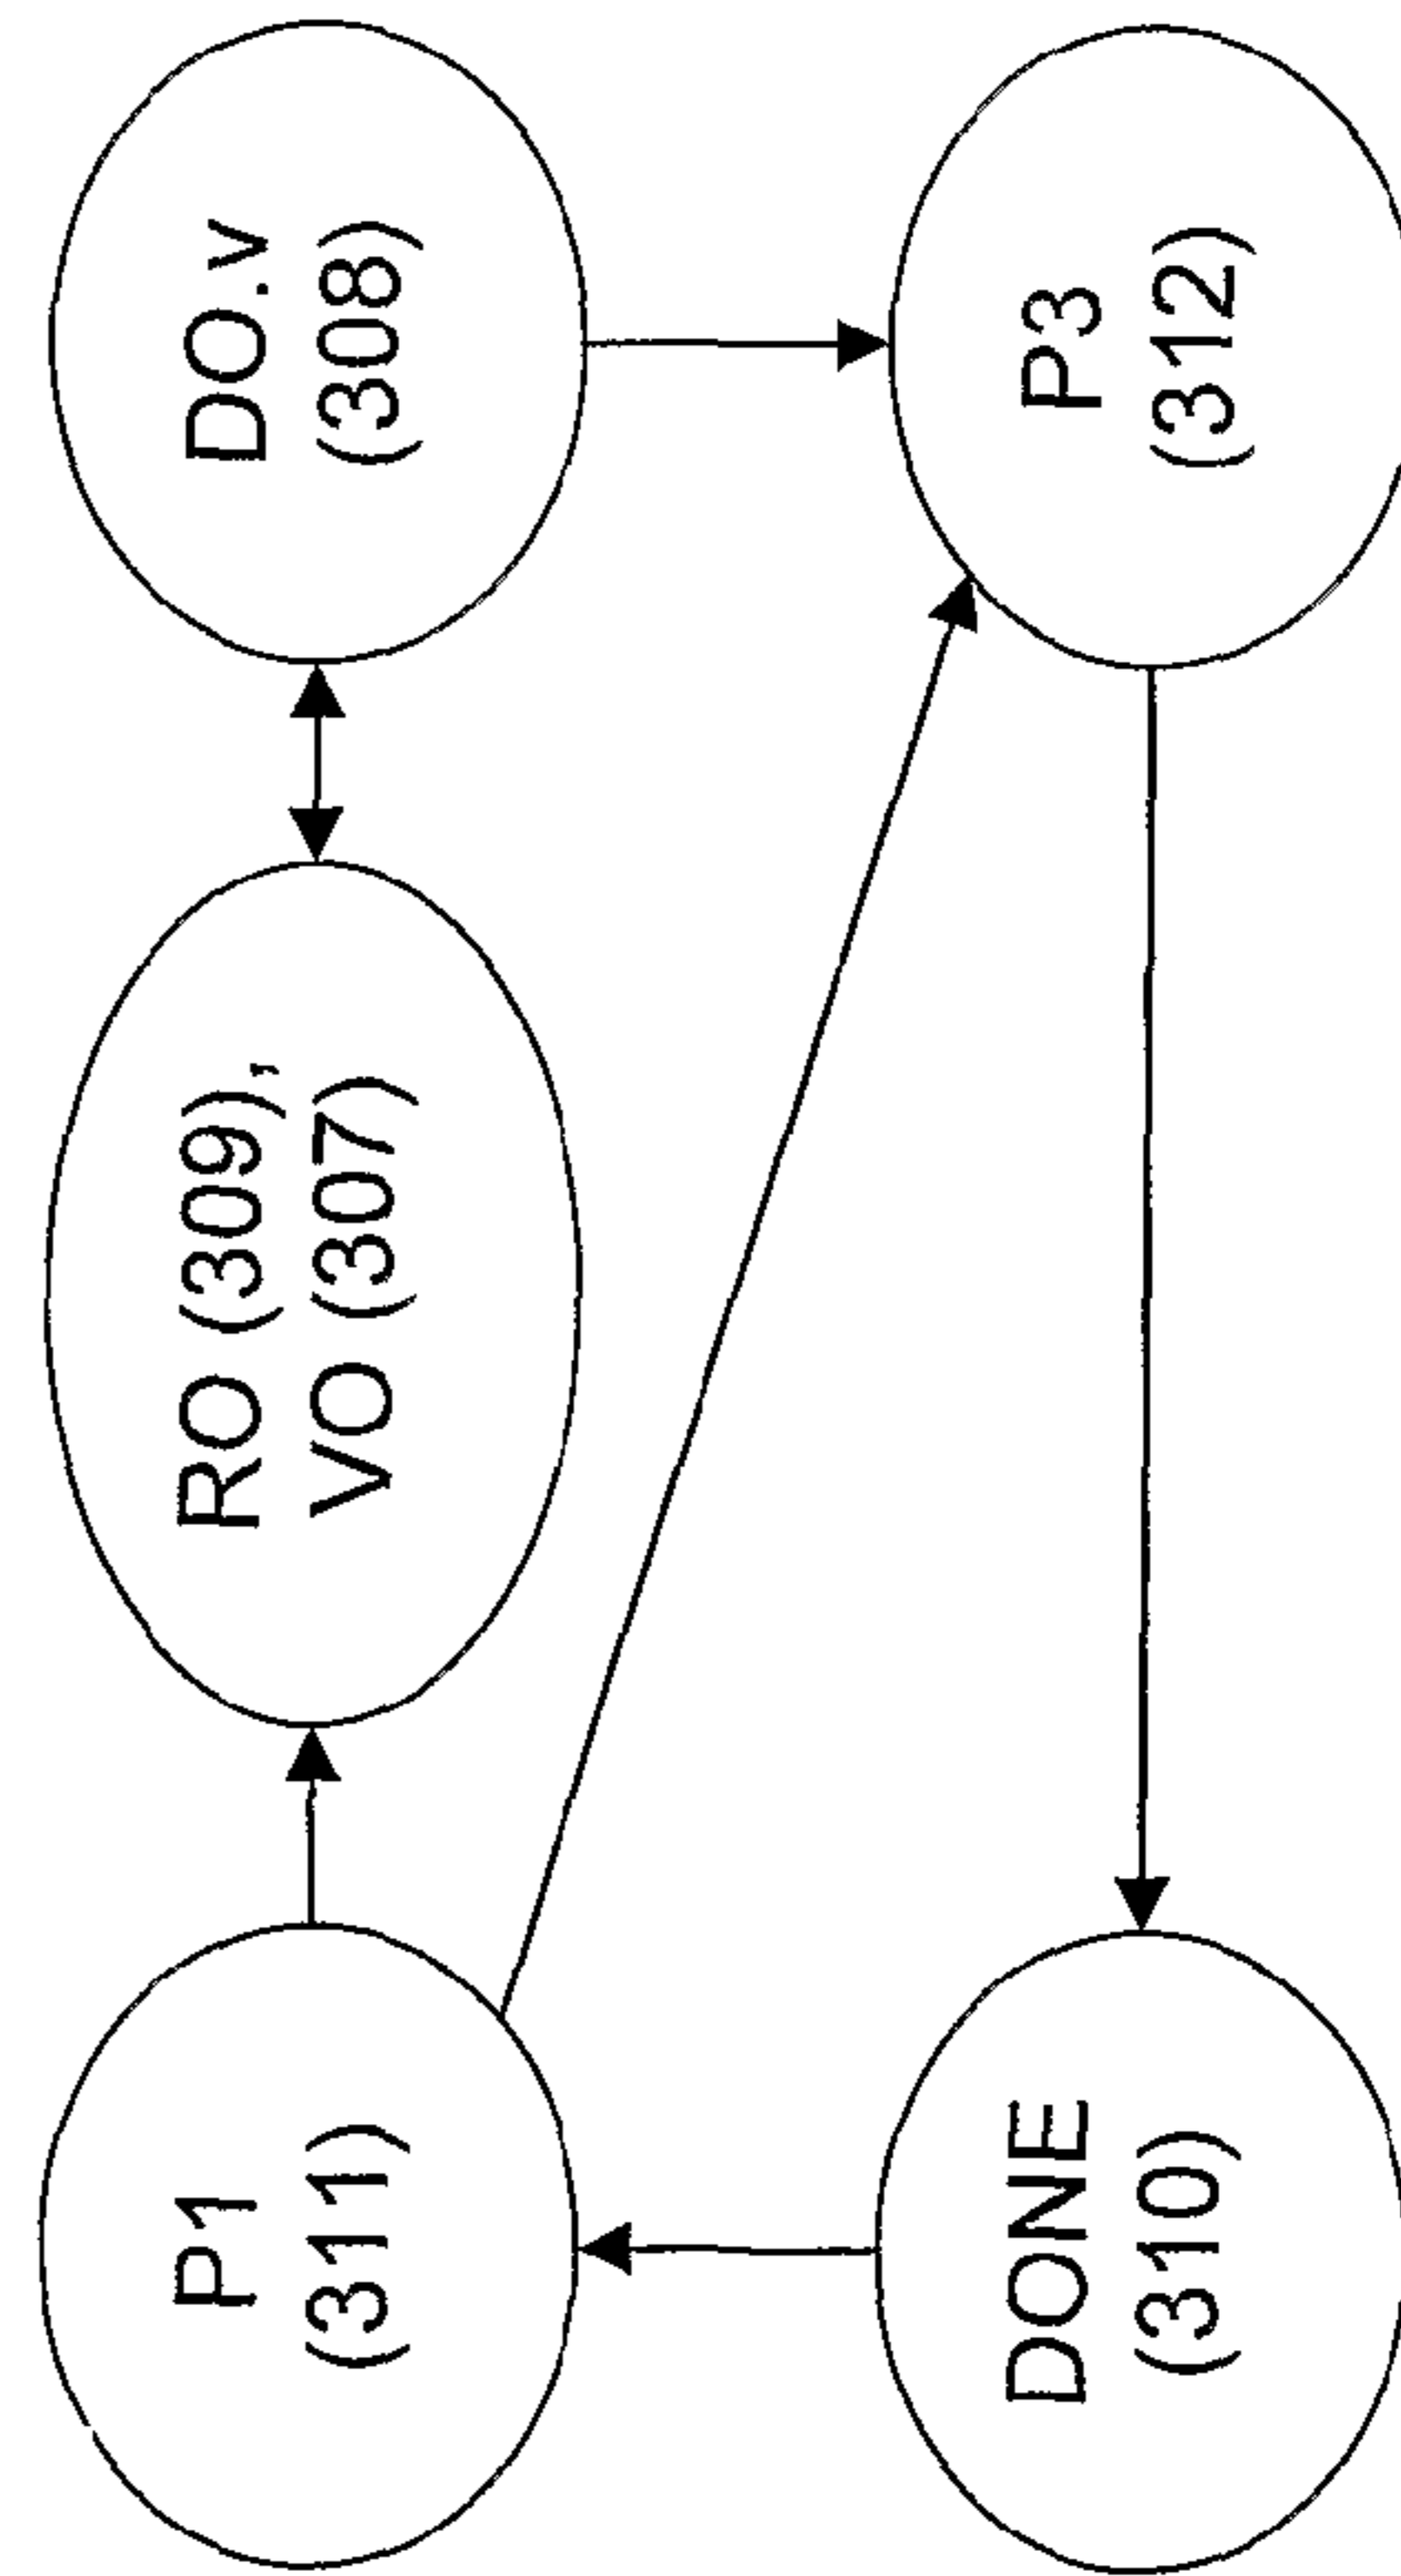 P1
(311)
RO (309),
VO (307)
DO.v
(308)
DONE
(310)
P3
(312)